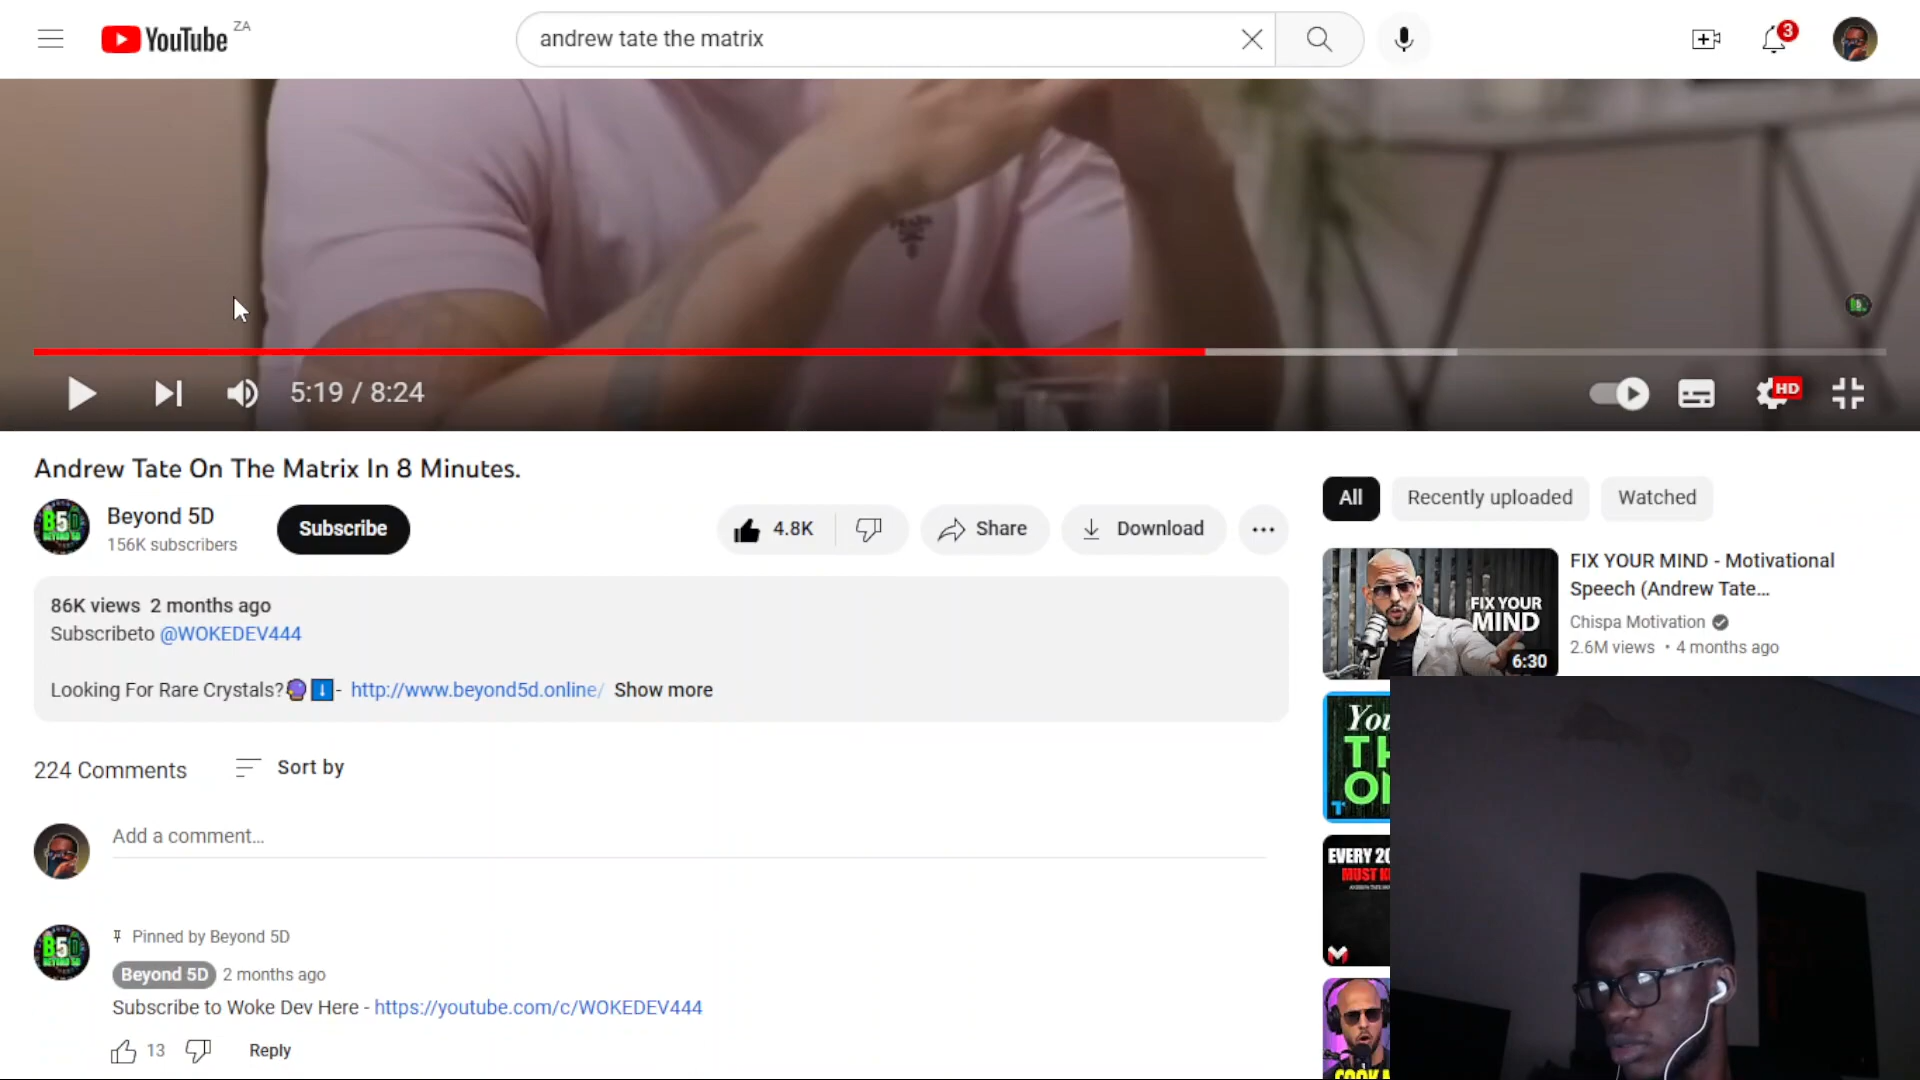 YouTube ZA
andrew tate the matrix
3
5:19 / 8:24
HD
Andrew Tate On The Matrix In 8 Minutes.
B5D
Beyond 5D
156K subscribers
Subscribe
4.8K
Share
Download
86K views 2 months ago
Subscribeto @WOKEDEV444
Looking For Rare Crystals?🔮⬇️- http://www.beyond5d.online/ Show more
224 Comments
Sort by
Add a comment...
Pinned by Beyond 5D
B5D
Beyond 5D 2 months ago
Subscribe to Woke Dev Here - https://youtube.com/c/WOKEDEV444
13
Reply
All
Recently uploaded
Watched
FIX YOUR
MIND
6:30
FIX YOUR MIND - Motivational
Speech (Andrew Tate...
Chispa Motivation
2.6M views • 4 months ago
EVERY
MUST
COOK